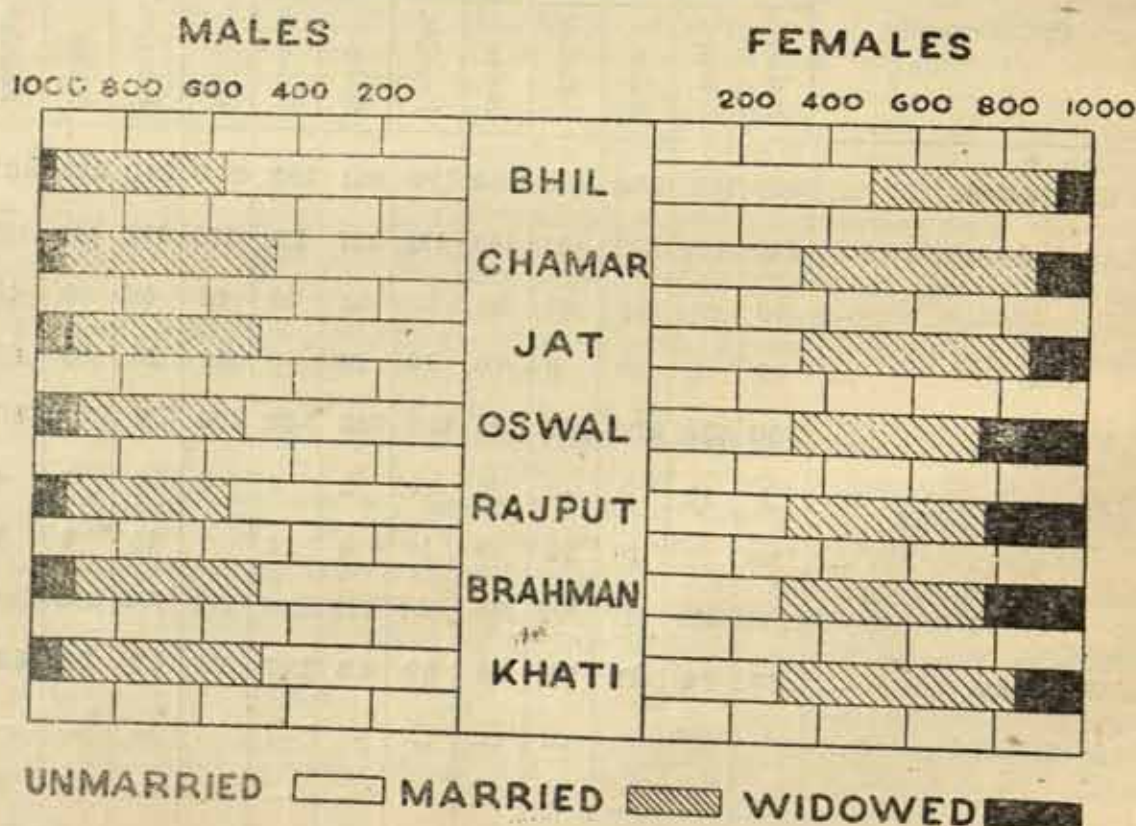 MALES
FEMALES
1000 800 600 400 200
200 400 600 800 1000
BHIL
CHAMAR
JAT
OSWAL
RAJPUT
BRAHMAN
KHATI
UNMARRIED MARRIED WIDOWED